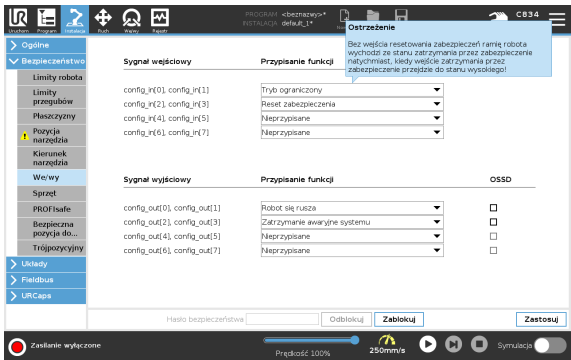 PROGRAM <beznazwy>*
INSTALACJA default_1*
C834
Uruchom Program Instalacja Ruch We/wy Rejestr
Ostrzeżenie
Bez wejścia resetowania zabezpieczeń ramię robota
wychodzi ze stanu zatrzymania przez zabezpieczenie
natychmiast, kiedy wejście zatrzymania przez
zabezpieczenie przejdzie do stanu wysokiego!
Ogólne
Bezpieczeństwo
Limity robota
Limity
przegubów
Płaszczyzny
Pozycja
narzędzia
Kierunek
narzędzia
We/wy
Sprzęt
PROFIsafe
Bezpieczna
pozycja do...
Trójpozycyjny
Układy
Fieldbus
URCaps
Sygnał wejściowy Przypisanie funkcji
config_in[0], config_in[1] Tryb ograniczony
config_in[2], config_in[3] Reset zabezpieczenia
config_in[4], config_in[5] Nieprzypisane
config_in[6], config_in[7] Nieprzypisane
Sygnał wyjściowy Przypisanie funkcji OSSD
config_out[0], config_out[1] Robot się rusza
config_out[2], config_out[3] Zatrzymanie awaryjne systemu
config_out[4], config_out[5] Nieprzypisane
config_out[6], config_out[7] Nieprzypisane
Hasło bezpieczeństwa Odblokuj Zablokuj Zastosuj
Zasilanie wyłączone
Prędkość 100%
250mm/s
Symulacja